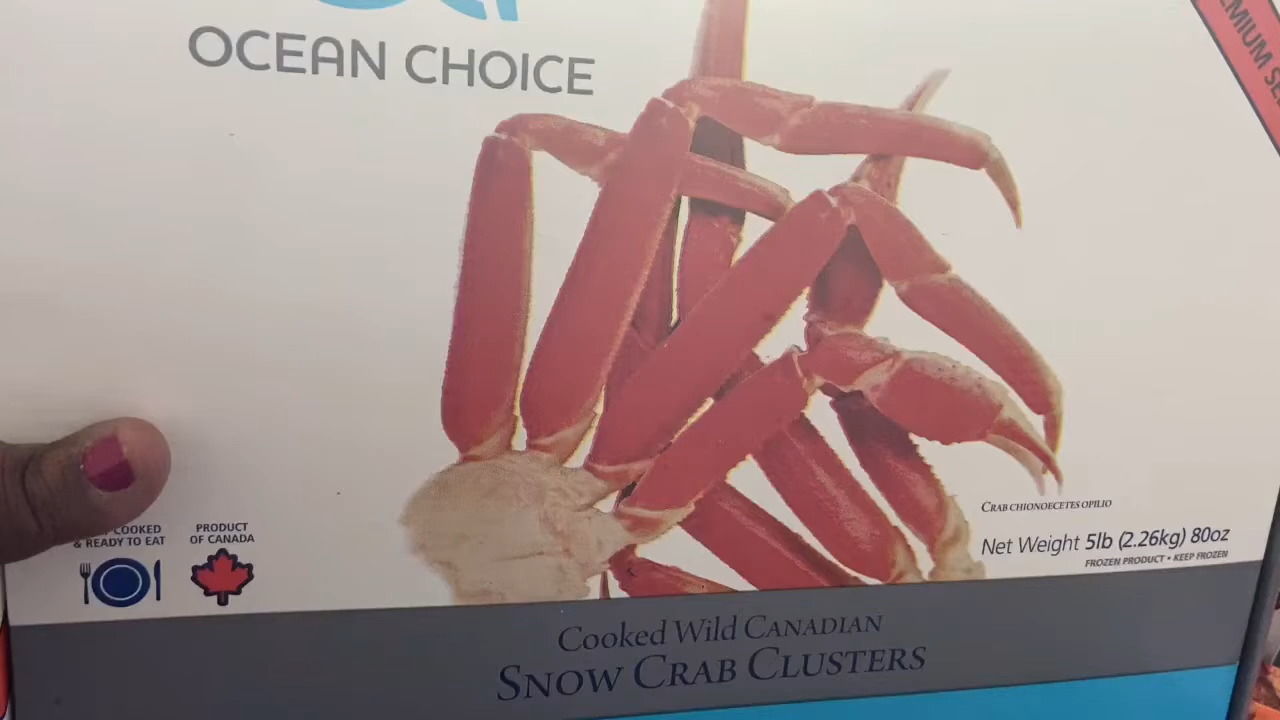 OCEAN CHOICE
COOKED
& READY TO EAT
PRODUCT
OF CANADA
CRAB CHIONOECETES OPILIO
Net Weight 5lb (2.26kg) 80oz
FROZEN PRODUCT • KEEP FROZEN
Cooked Wild CANADIAN
SNOW CRAB CLUSTERS